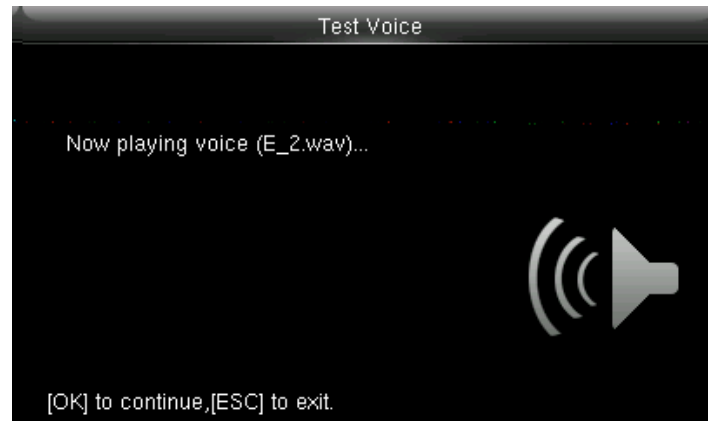 Test Voice
Now playing voice (E_2.wav)...
[OK] to continue,[ESC] to exit.